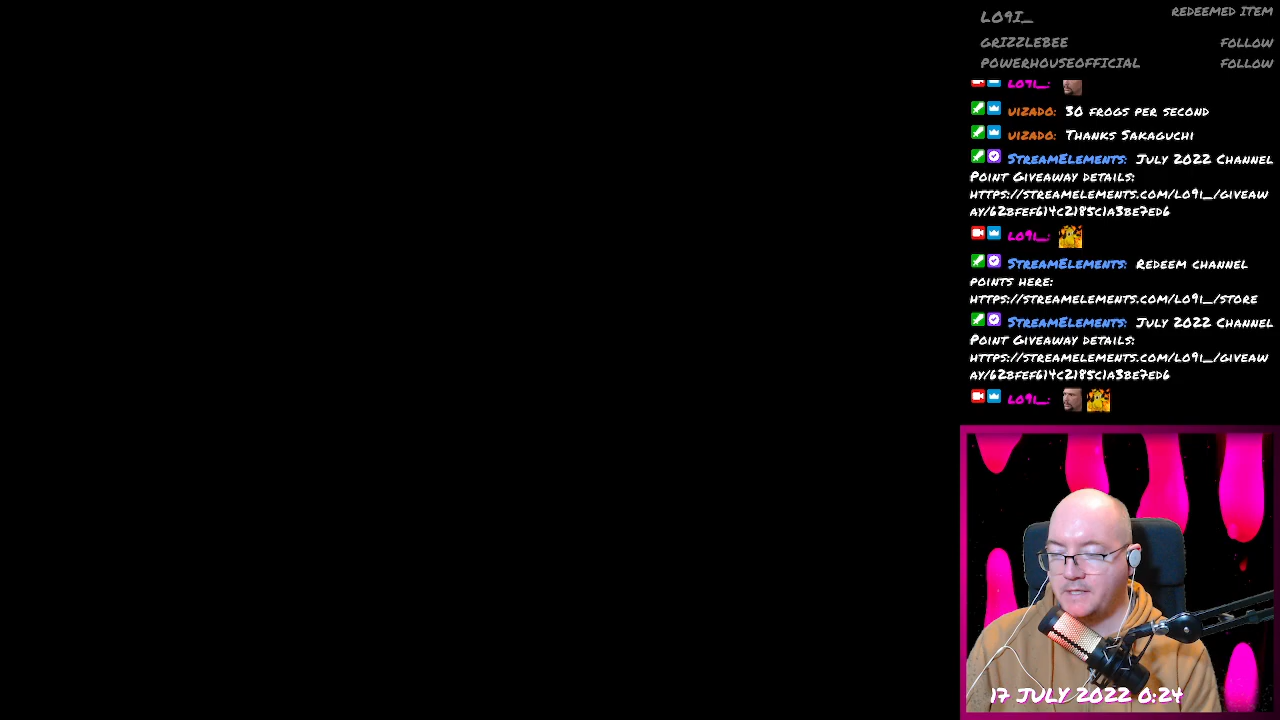 LO9I_ REDEEMED ITEM
GRIZZLEBEE FOLLOW
POWERHOUSEOFFICIAL FOLLOW
LO9I_:
UIZADO: 30 FROGS PER SECOND
UIZADO: THANKS SAKAGUCHI
STREAMELEMENTS: JULY 2022 CHANNEL
POINT GIVEAWAY DETAILS:
HTTPS://STREAMELEMENTS.COM/LO9I_/GIVEAW
AY/62BFEF614C2185C1A3BE7ED6
LO9I_:
STREAMELEMENTS: REDEEM CHANNEL
POINTS HERE:
HTTPS://STREAMELEMENTS.COM/LO9I_/STORE
STREAMELEMENTS: JULY 2022 CHANNEL
POINT GIVEAWAY DETAILS:
HTTPS://STREAMELEMENTS.COM/LO9I_/GIVEAW
AY/62BFEF614C2185C1A3BE7ED6
LO9I_:
17 JULY 2022 0:24